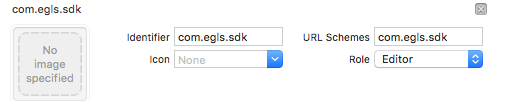 com.egls.sdk
No
image
specified
Identifier com.egls.sdk URL Schemes com.egls.sdk
Icon None Role Editor